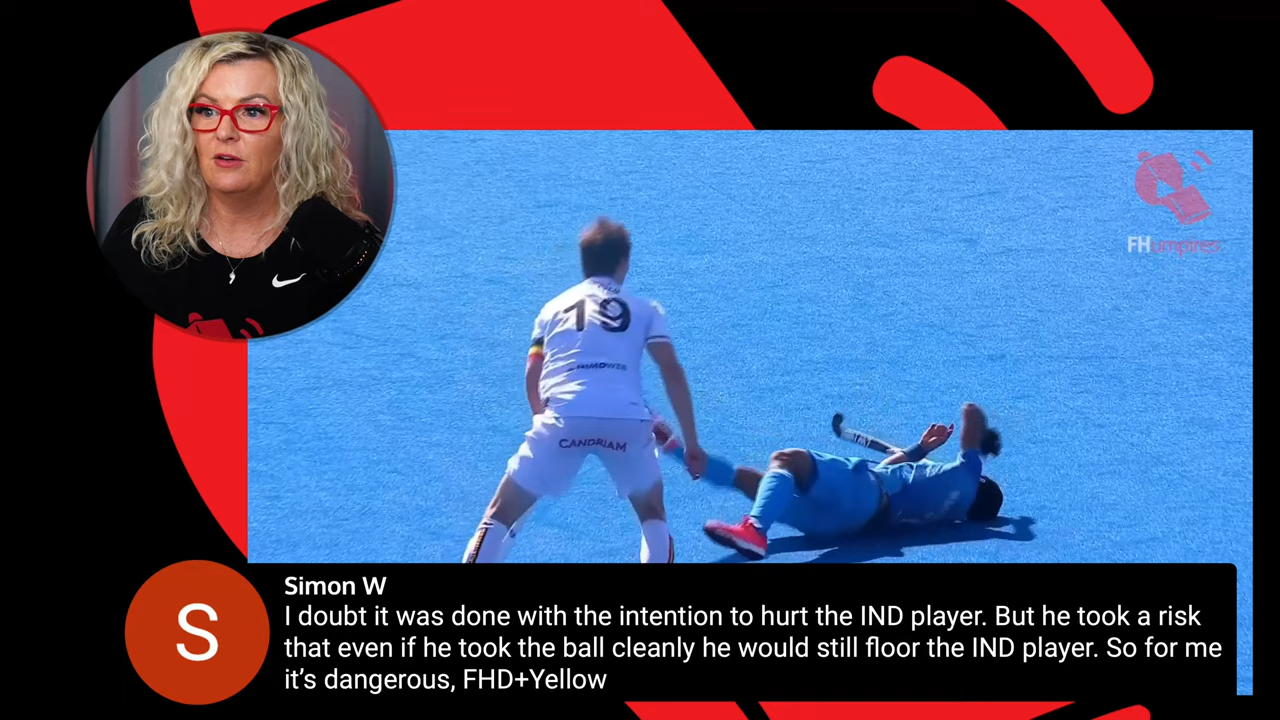 FHumpires
19
CANDRIAM
Simon W
I doubt it was done with the intention to hurt the IND player. But he took a risk
that even if he took the ball cleanly he would still floor the IND player. So for me
it's dangerous, FHD+Yellow
S